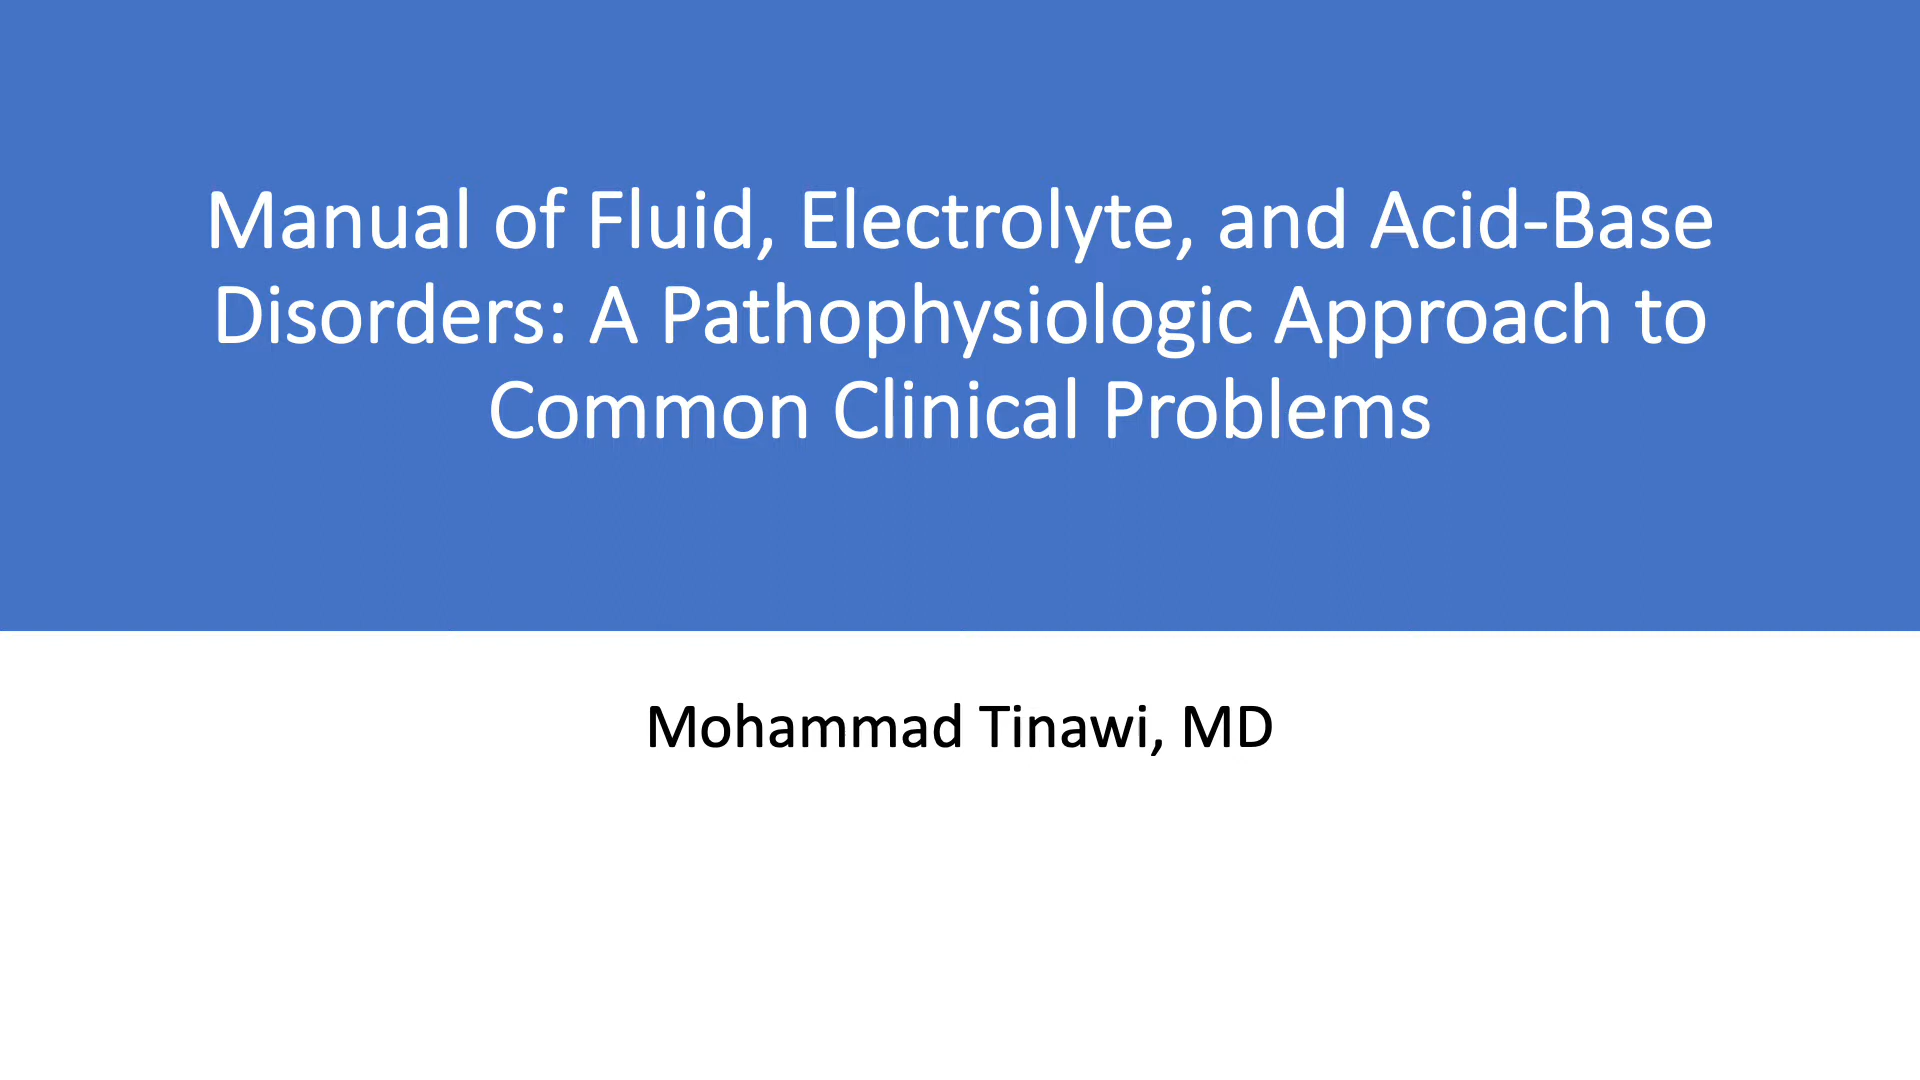 Manual of Fluid, Electrolyte, and Acid-Base
Disorders: A Pathophysiologic Approach to
Common Clinical Problems
Mohammad Tinawi, MD